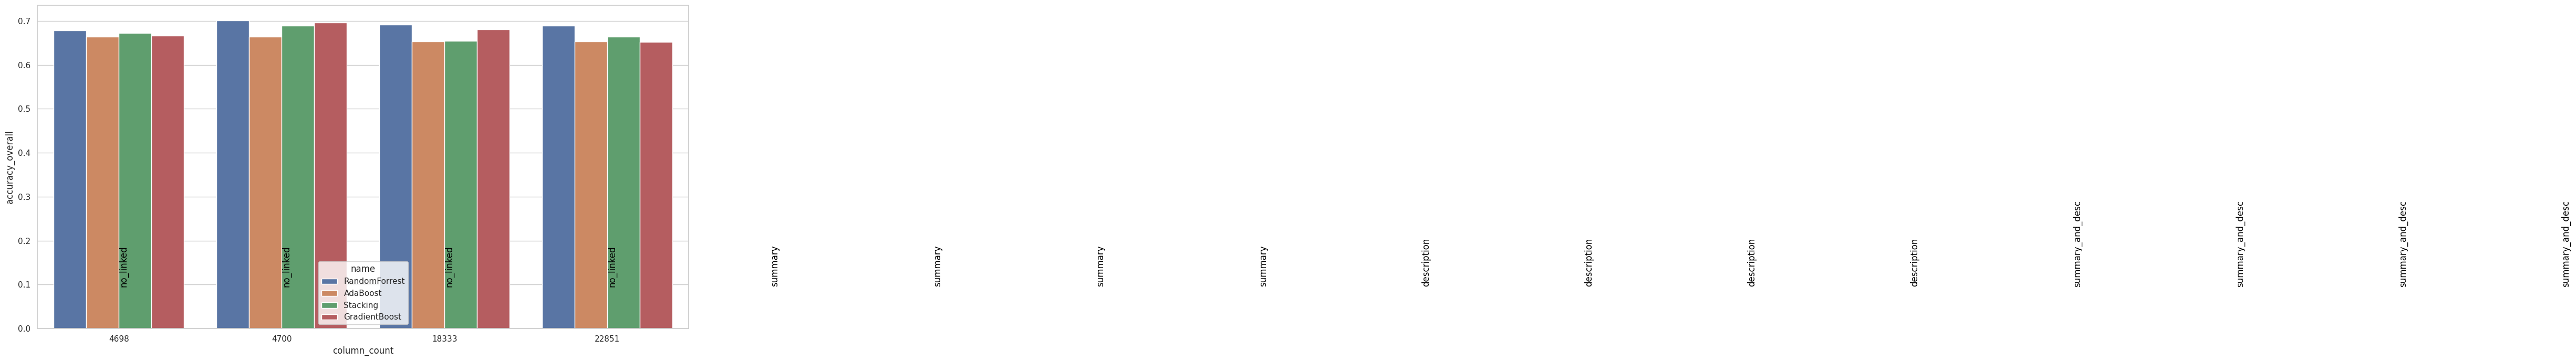 0.7
0.6
0.5
0.4
0.3
0.2
0.1
0.0
accuracy_overall
no_linked
no_linked
no_linked
no_linked
name
RandomForrest
AdaBoost
Stacking
GradientBoost
4698
4700
18333
22851
column_count
summary
summary
summary
summary
description
description
description
description
summary_and_desc
summary_and_desc
summary_and_desc
summary_and_desc